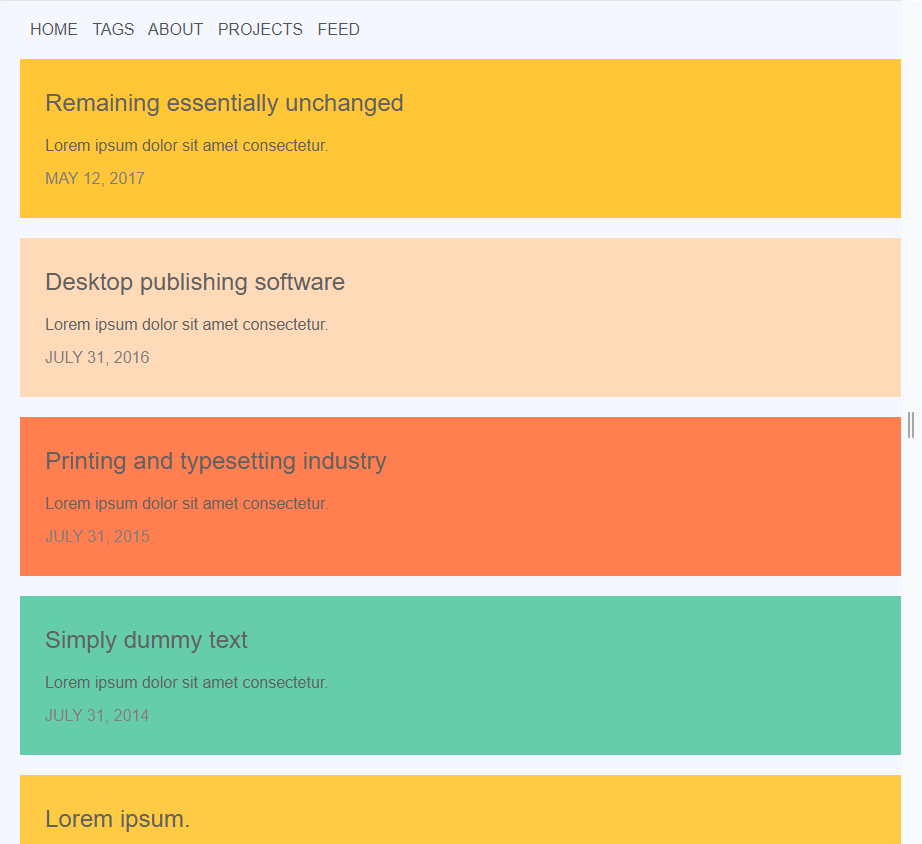 HOME TAGS ABOUT PROJECTS FEED
Remaining essentially unchanged
Lorem ipsum dolor sit amet consectetur.
MAY 12, 2017
Desktop publishing software
Lorem ipsum dolor sit amet consectetur.
JULY 31, 2016
Printing and typesetting industry
Lorem ipsum dolor sit amet consectetur.
JULY 31, 2015
Simply dummy text
Lorem ipsum dolor sit amet consectetur.
JULY 31, 2014
Lorem ipsum.